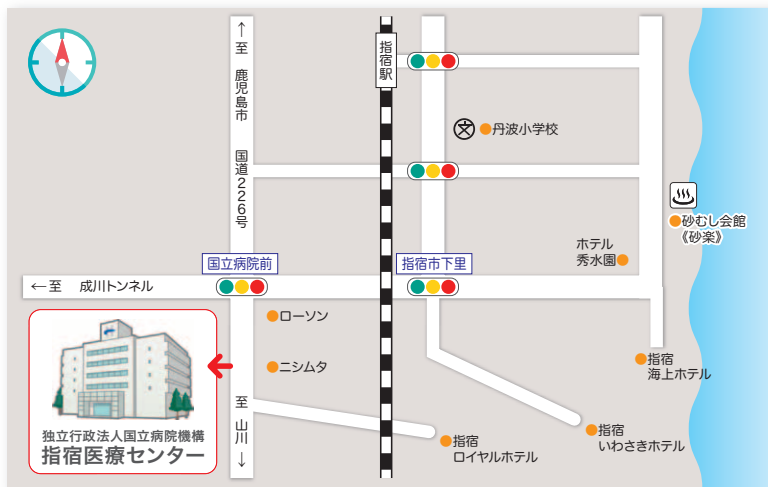 ↑至 鹿児島市
国道226号
指宿駅
丹波小学校
砂むし会館
《砂楽》
ホテル
秀水園
国立病院前
指宿市下里
←至 成川トンネル
ローソン
ニシムタ
指宿
海上ホテル
独立行政法人国立病院機構
指宿医療センター
至 山川↓
指宿
ロイヤルホテル
指宿
いわさきホテル